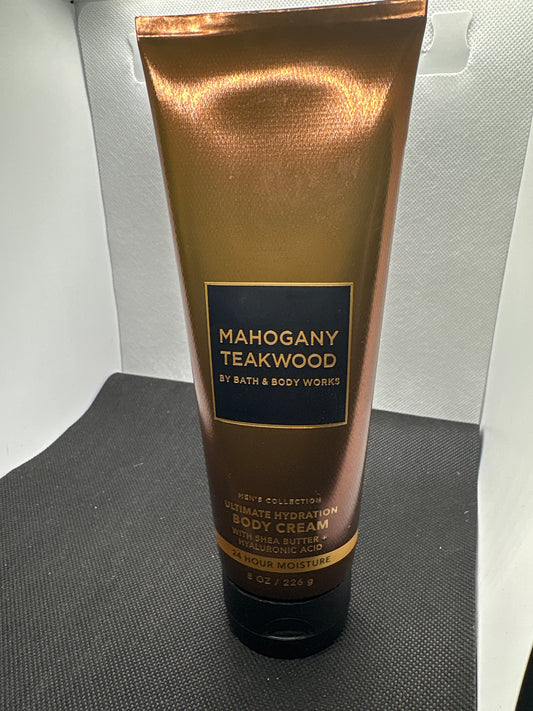 MAHOGANY
TEAKWOOD
BY BATH & BODY WORKS
MEN'S COLLECTION
ULTIMATE HYDRATION
BODY CREAM
WITH SHEA BUTTER +
HYALURONIC ACID
24 HOUR MOISTURE
8 OZ / 226 g